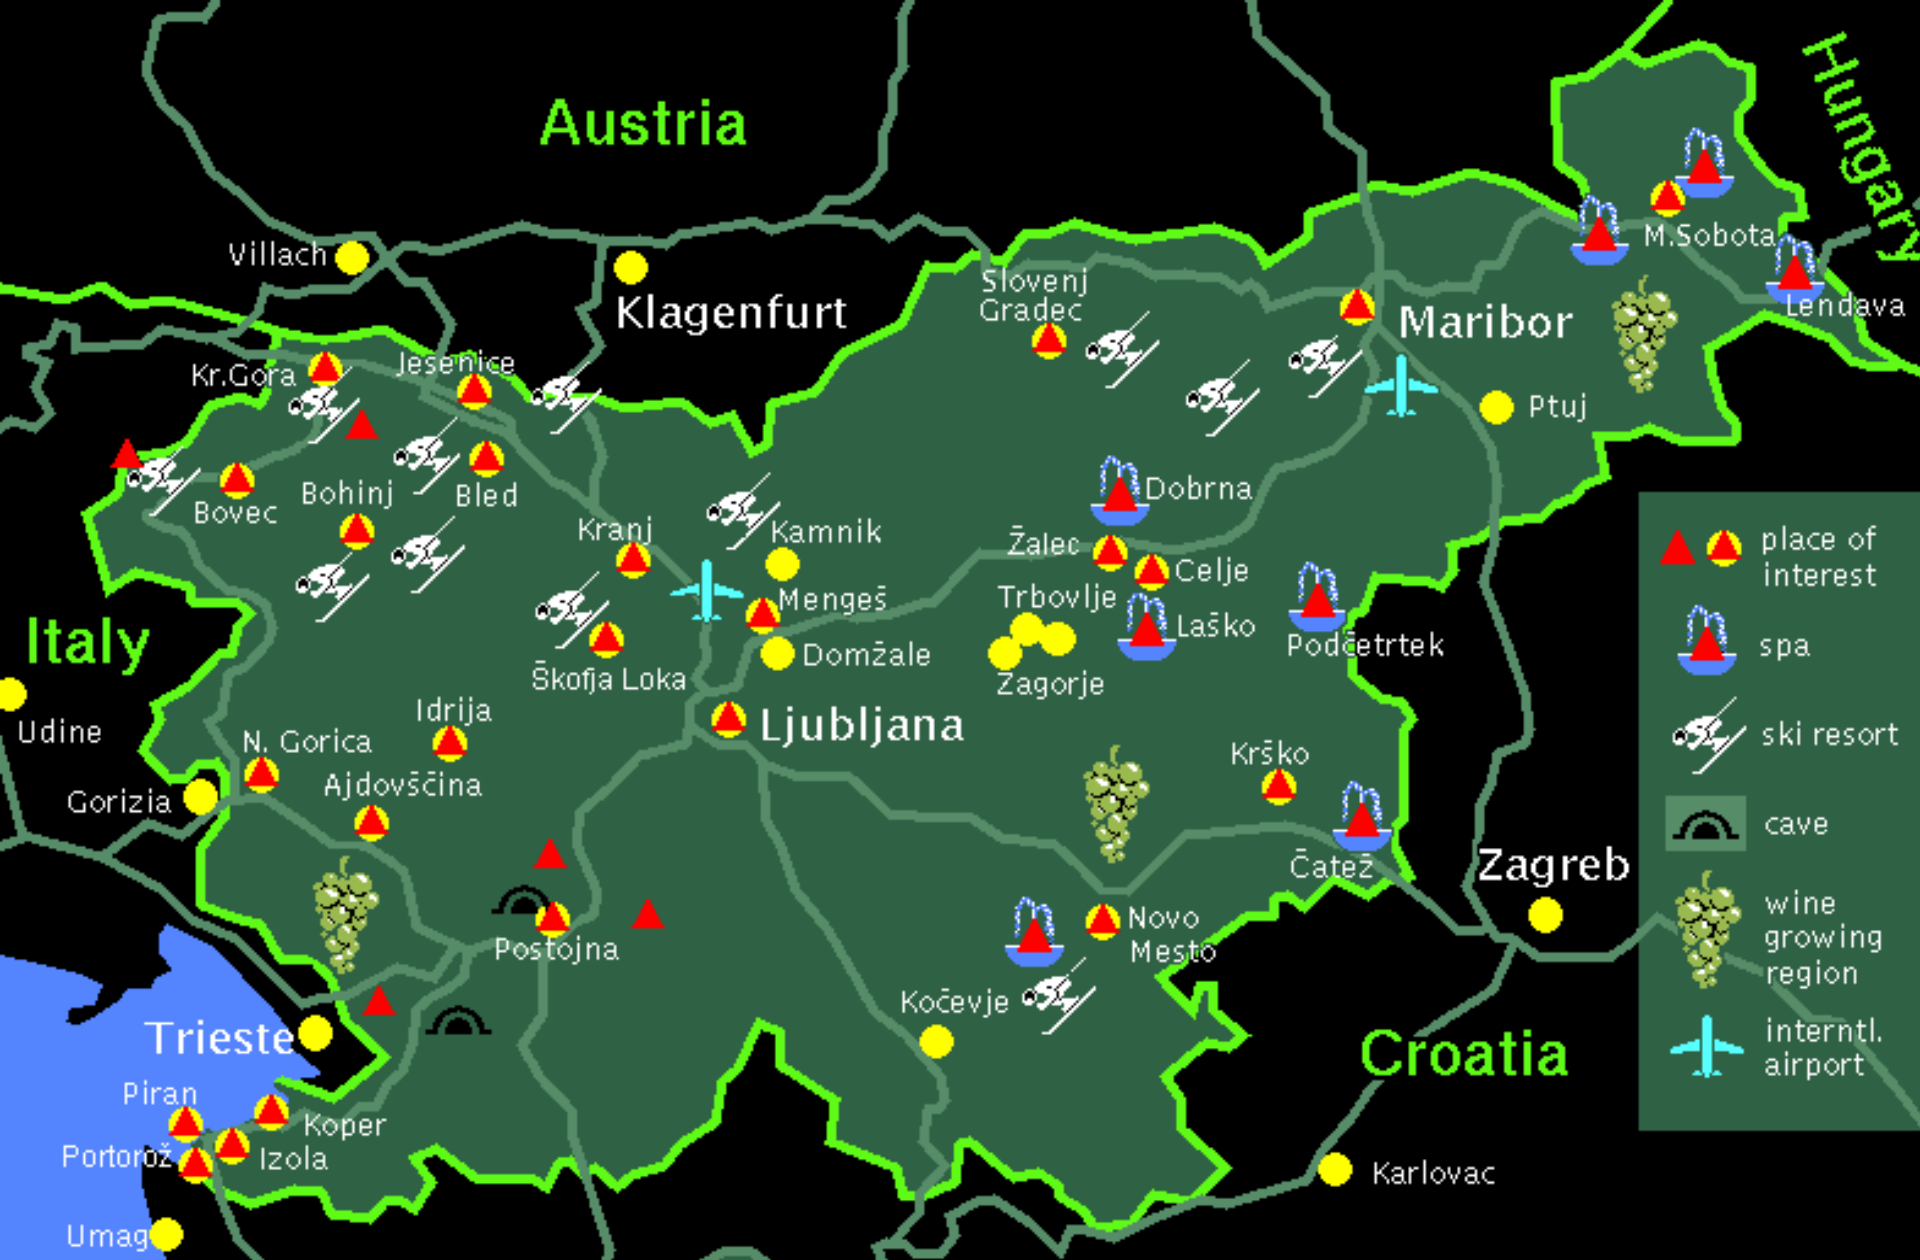 Austria
Hungary
Villach
Klagenfurt
Slovenj
Gradec
M.Sobota
Lendava
Maribor
Kr.Gora
Jesenice
Ptuj
Bovec
Bohinj
Bled
Dobrna
Kranj
Kamnik
Žalec
Celje
Mengeš
Trbovlje
Laško
Podčetrtek
Italy
Škofja Loka
Domžale
Zagorje
Udine
Idrija
Ljubljana
N. Gorica
Krško
Gorizia
Ajdovščina
Čatež
Zagreb
Postojna
Novo
Mesto
Kočevje
Trieste
Croatia
Piran
Koper
Portorož
Izola
Karlovac
Umag
place of
interest
spa
ski resort
cave
wine
growing
region
interntl.
airport